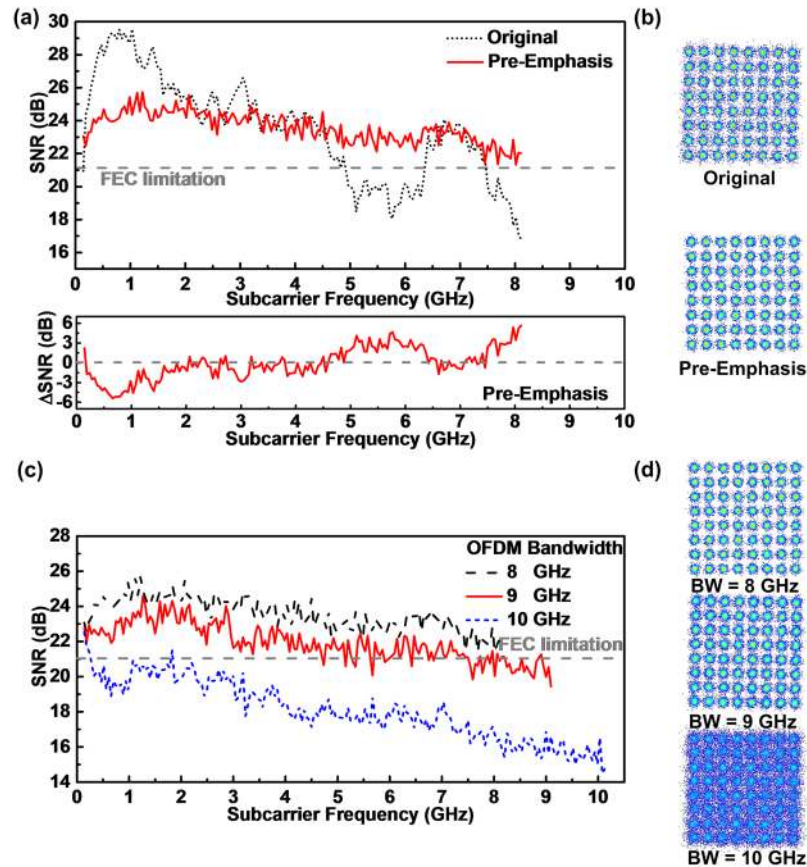 (a)
30
28
26
24
22
20
18
16
SNR (dB)
Original
Pre-Emphasis
FEC limitation
0 1 2 3 4 5 6 7 8 9 10
Subcarrier Frequency (GHz)
6
3
0
-3
-6
ΔSNR (dB)
Pre-Emphasis
0 1 2 3 4 5 6 7 8 9 10
Subcarrier Frequency (GHz)
(b)
Original
Pre-Emphasis
(c)
28
26
24
22
20
18
16
14
SNR (dB)
OFDM Bandwidth
8 GHz
9 GHz
10 GHz
FEC limitation
0 1 2 3 4 5 6 7 8 9 10
Subcarrier Frequency (GHz)
(d)
BW = 8 GHz
BW = 9 GHz
BW = 10 GHz